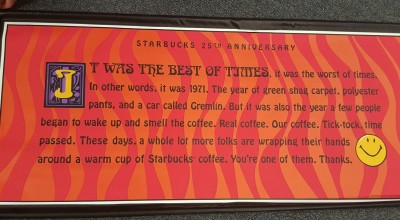 STARBUCKS 25TH ANNIVERSARY
IT WAS THE BEST OF TIMES, it was the worst of times.
In other words, it was 1971. The year of green shag carpet, polyester
pants, and a car called Gremlin. But it was also the year a few people
began to wake up and smell the coffee. Real coffee. Our coffee. Tick-tock, time
passed. These days, a whole lot more folks are wrapping their hands
around a warm cup of Starbucks coffee. You're one of them. Thanks.